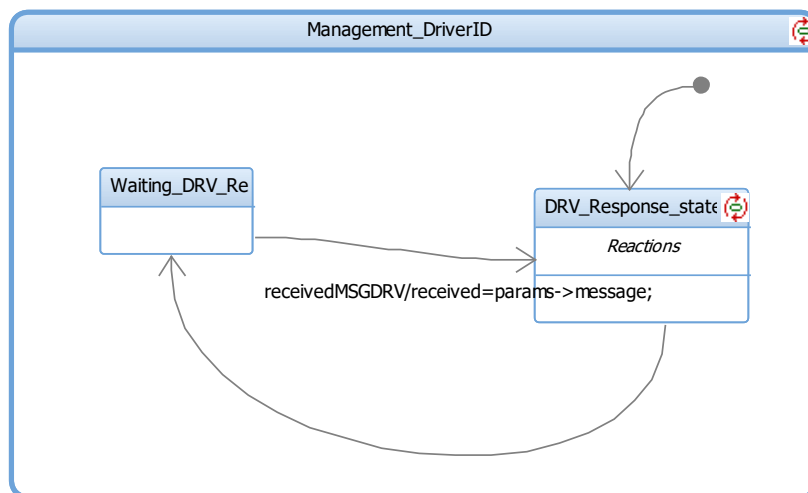 Management_DriverID
Waiting_DRV_Re
DRV_Response_state
Reactions
receivedMSGDRV/received=params->message;